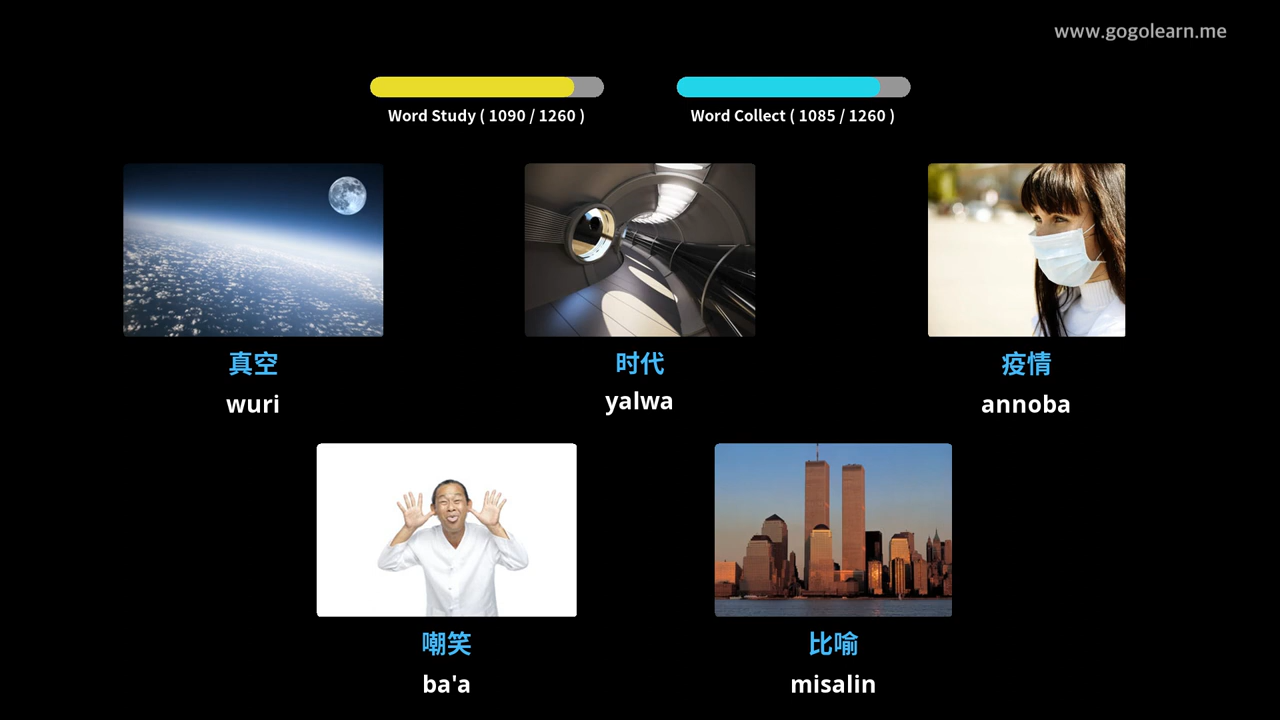 www.gogolearn.me
Word Study ( 1090 / 1260 )
Word Collect ( 1085 / 1260 )
真空
wuri
时代
yalwa
疫情
annoba
嘲笑
ba'a
比喻
misalin